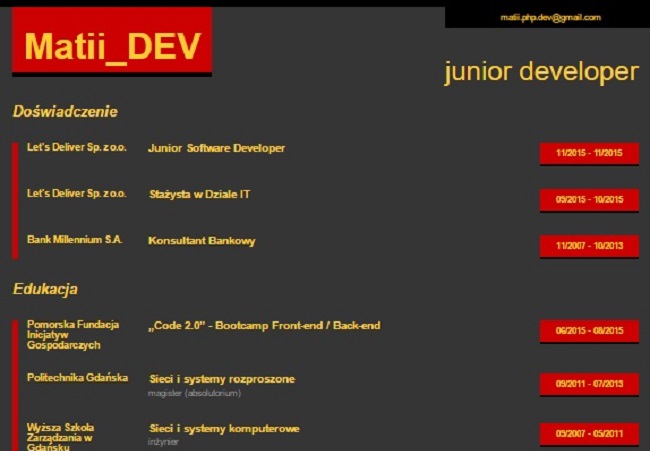 matii.php.dev@gmail.com
Matii_DEV
junior developer
Doświadczenie
Let's Deliver Sp. z o.o. Junior Software Developer 11/2015 - 11/2015
Let's Deliver Sp. z o.o. Stażysta w Dziale IT 09/2015 - 10/2015
Bank Millennium S.A. Konsultant Bankowy 11/2007 - 10/2013
Edukacja
Pomorska Fundacja „Code 2.0” - Bootcamp Front-end / Back-end 06/2015 - 08/2015
Inicjatyw
Gospodarczych
Politechnika Gdańska Sieci i systemy rozproszone 05/2011 - 07/2013
magister (absolutorium)
Wyższa Szkoła Sieci i systemy komputerowe 03/2007 - 05/2011
Zarządzania w inżynier
Gdańsku